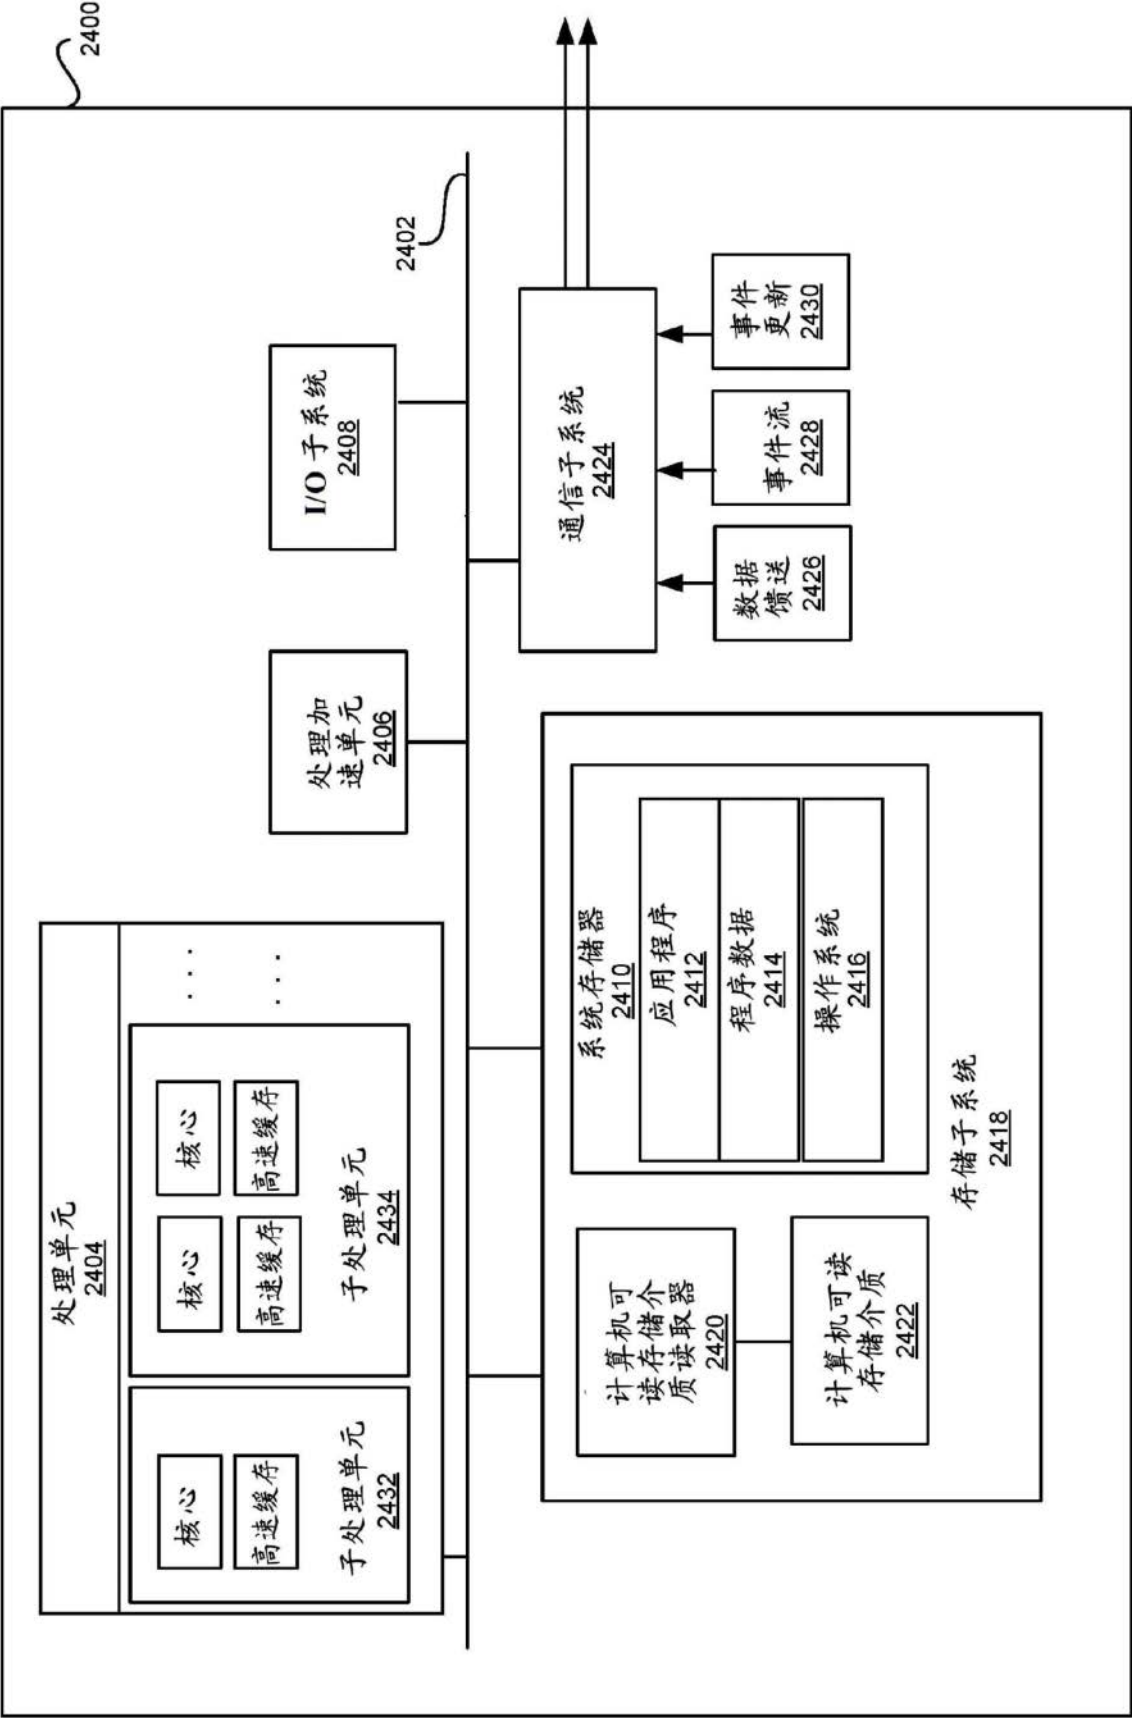 2400
处理单元
2404
核心
高速缓存
子处理单元
2432
核心
高速缓存
核心
高速缓存
子处理单元
2434
. . .
. . .
处理加
速单元
2406
I/O 子系统
2408
2402
计算机可
读存储介
质读取器
2420
计算机可读
存储介质
2422
系统存储器
2410
应用程序
2412
程序数据
2414
操作系统
2416
存储子系统
2418
通信子系统
2424
数据
馈送
2426
事件流
2428
事件
更新
2430